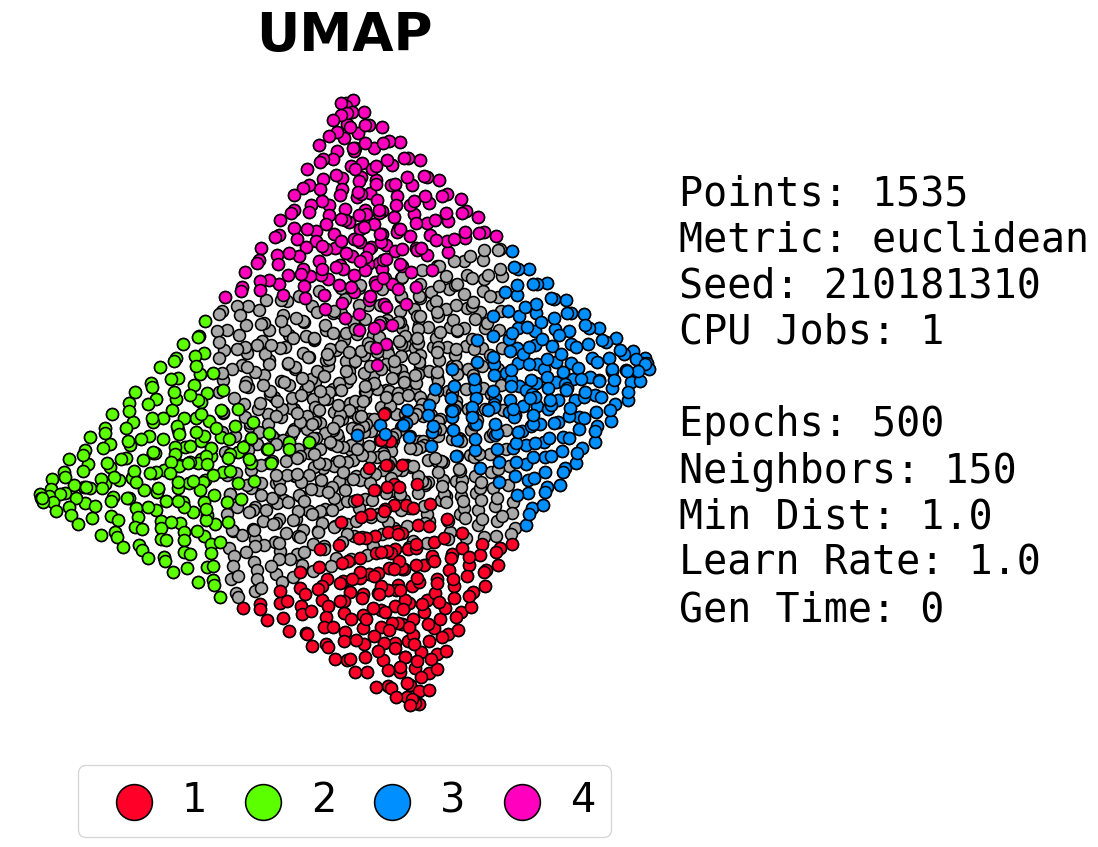 UMAP
Points: 1535
Metric: euclidean
Seed: 210181310
CPU Jobs: 1
Epochs: 500
Neighbors: 150
Min Dist: 1.0
Learn Rate: 1.0
Gen Time: 0
1 2 3 4